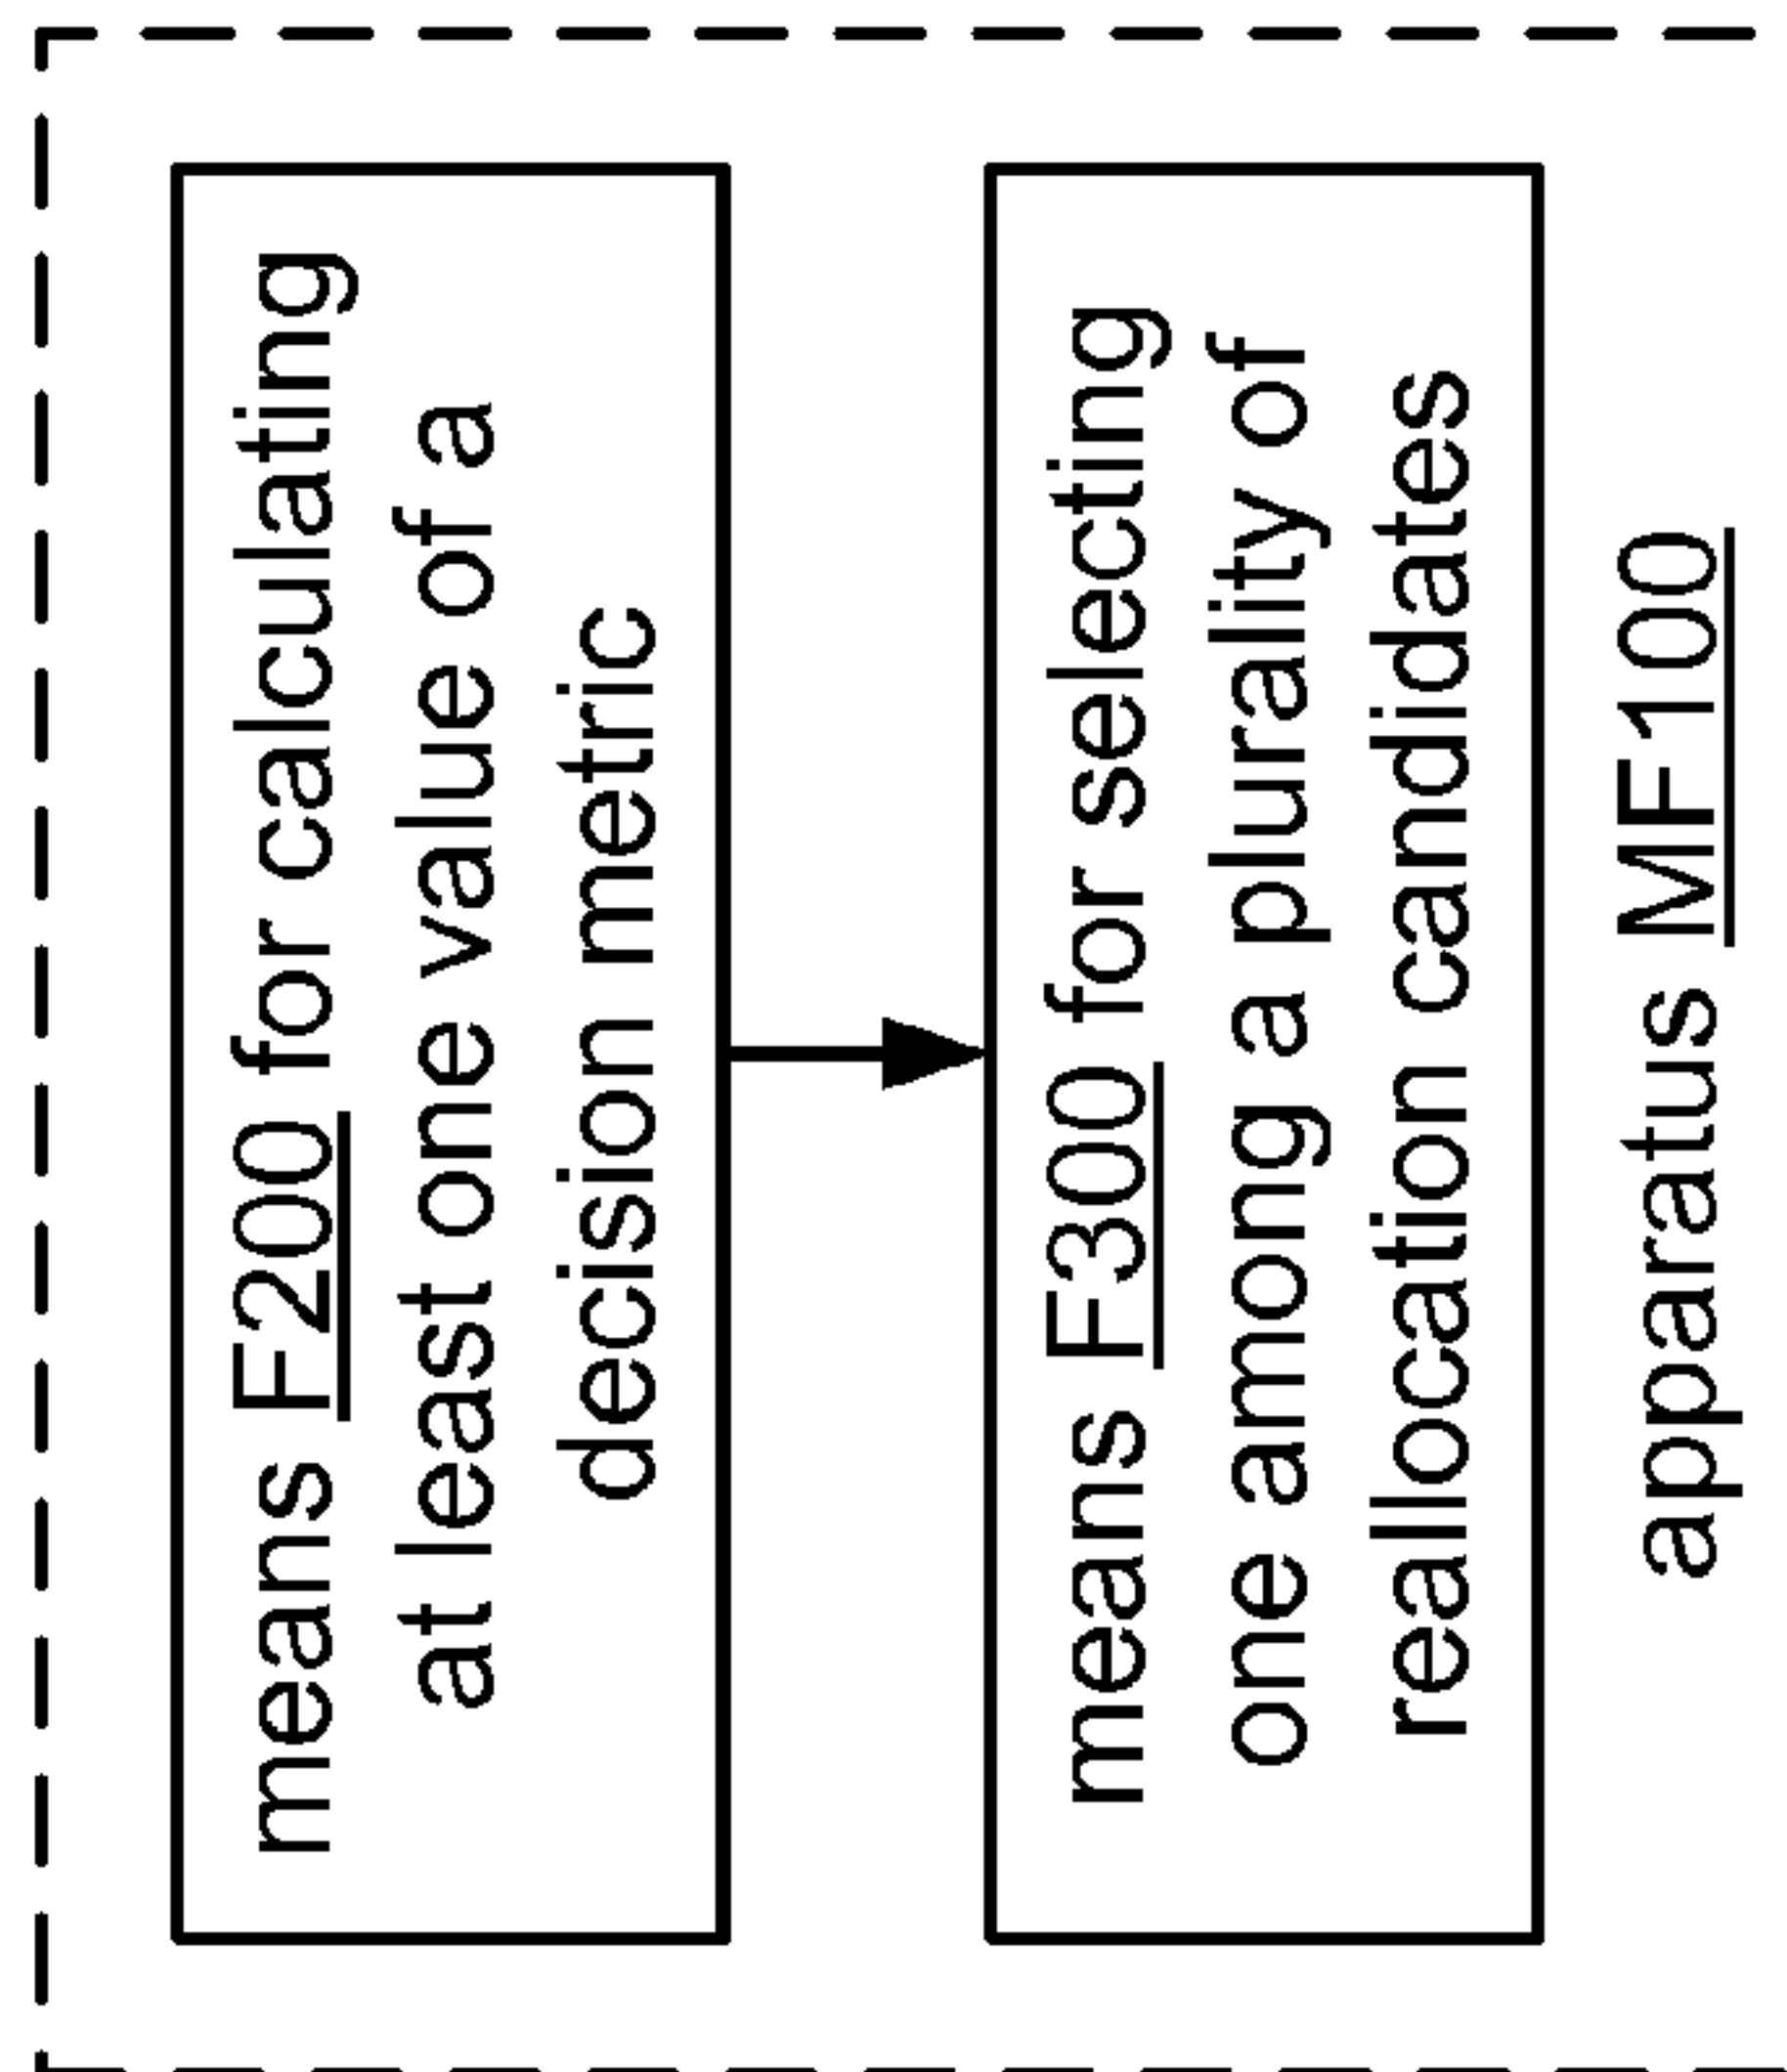 means F200 for calculating
at least one value of a
decision metric
means F300 for selecting
one among a plurality of
reallocation candidates
apparatus MF100